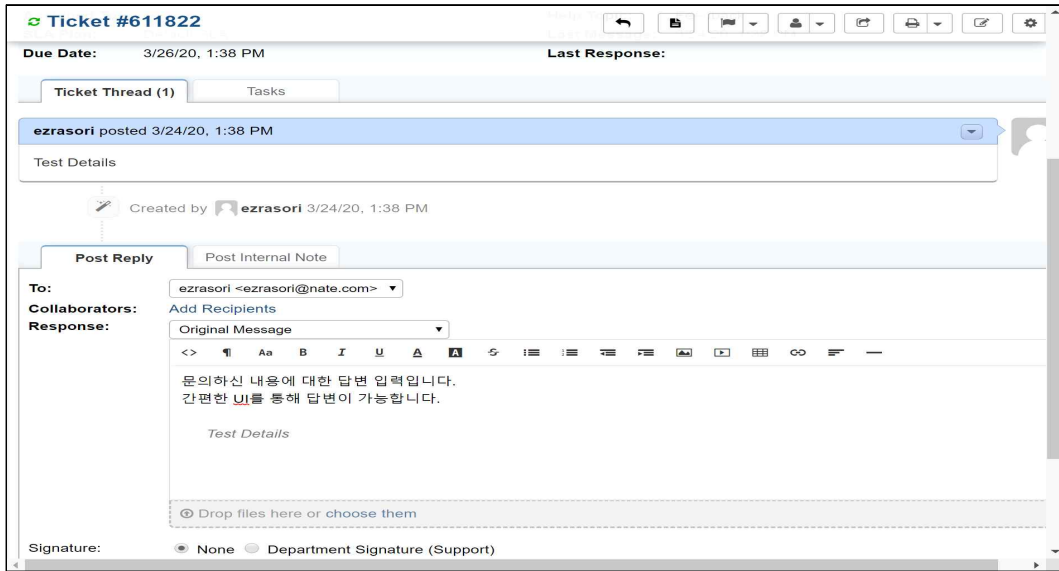 Ticket #611822
Due Date: 3/26/20, 1:38 PM Last Response:
Ticket Thread (1) Tasks
ezrasori posted 3/24/20, 1:38 PM
Test Details
Created by ezrasori 3/24/20, 1:38 PM
Post Reply Post Internal Note
To: ezrasori <ezrasori@nate.com>
Collaborators: Add Recipients
Response: Original Message
<> ¶ Aa B I U A A S
문의하신 내용에 대한 답변 입력입니다.
간편한 UI를 통해 답변이 가능합니다.
Test Details
Drop files here or choose them
Signature: None Department Signature (Support)